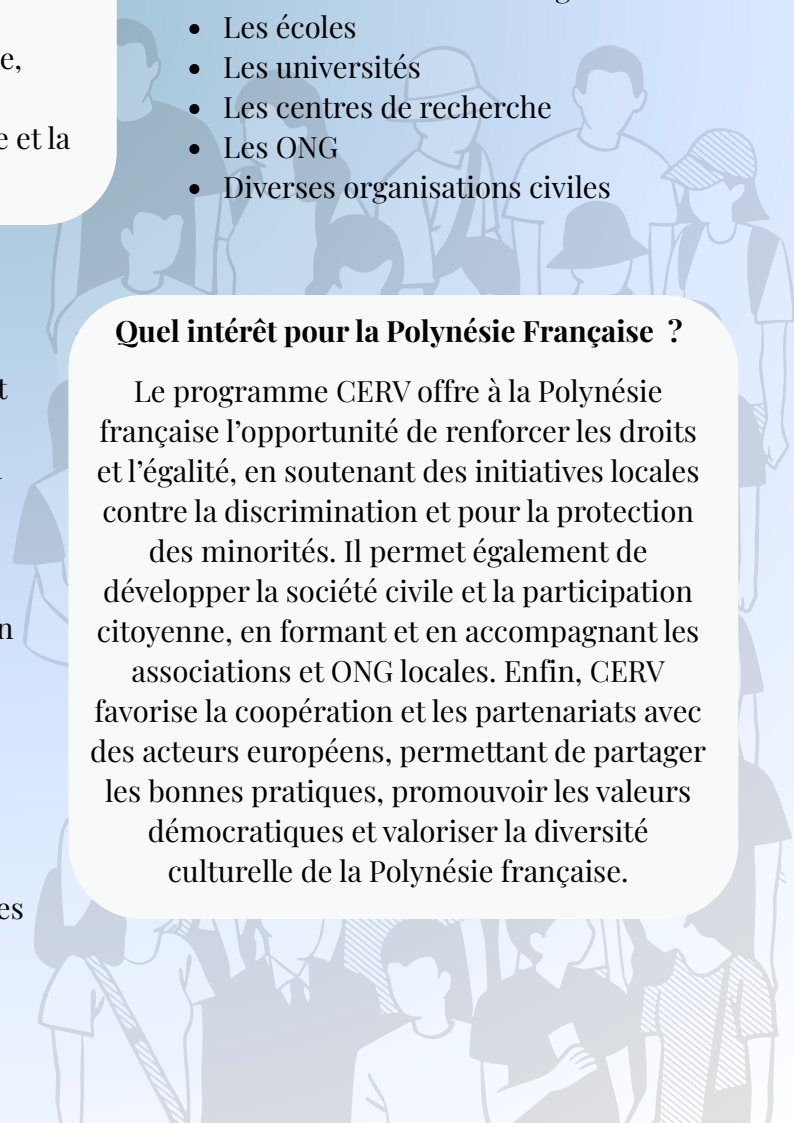 Les écoles
Les universités
Les centres de recherche
Les ONG
Diverses organisations civiles
e,
e et la
Quel intérêt pour la Polynésie Française ?
Le programme CERV offre à la Polynésie
française l’opportunité de renforcer les droits
et l’égalité, en soutenant des initiatives locales
contre la discrimination et pour la protection
des minorités. Il permet également de
développer la société civile et la participation
citoyenne, en formant et en accompagnant les
associations et ONG locales. Enfin, CERV
favorise la coopération et les partenariats avec
des acteurs européens, permettant de partager
les bonnes pratiques, promouvoir les valeurs
démocratiques et valoriser la diversité
culturelle de la Polynésie française.
t
n
es